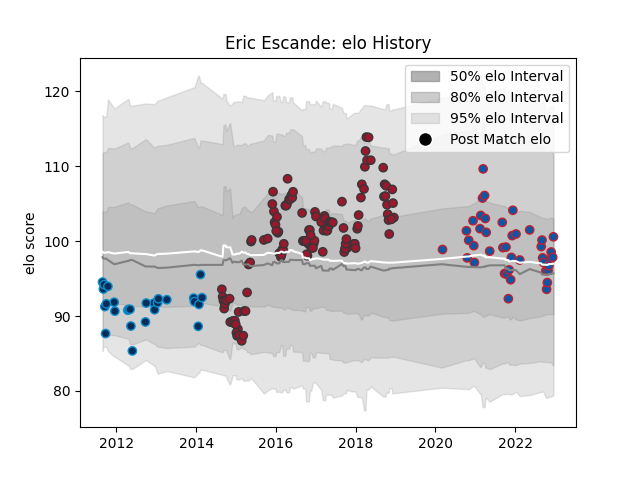 Eric Escande: elo History
50% elo Interval
80% elo Interval
95% elo Interval
Post Match elo
elo score
120
110
100
90
80
2012
2014
2016
2018
2020
2022